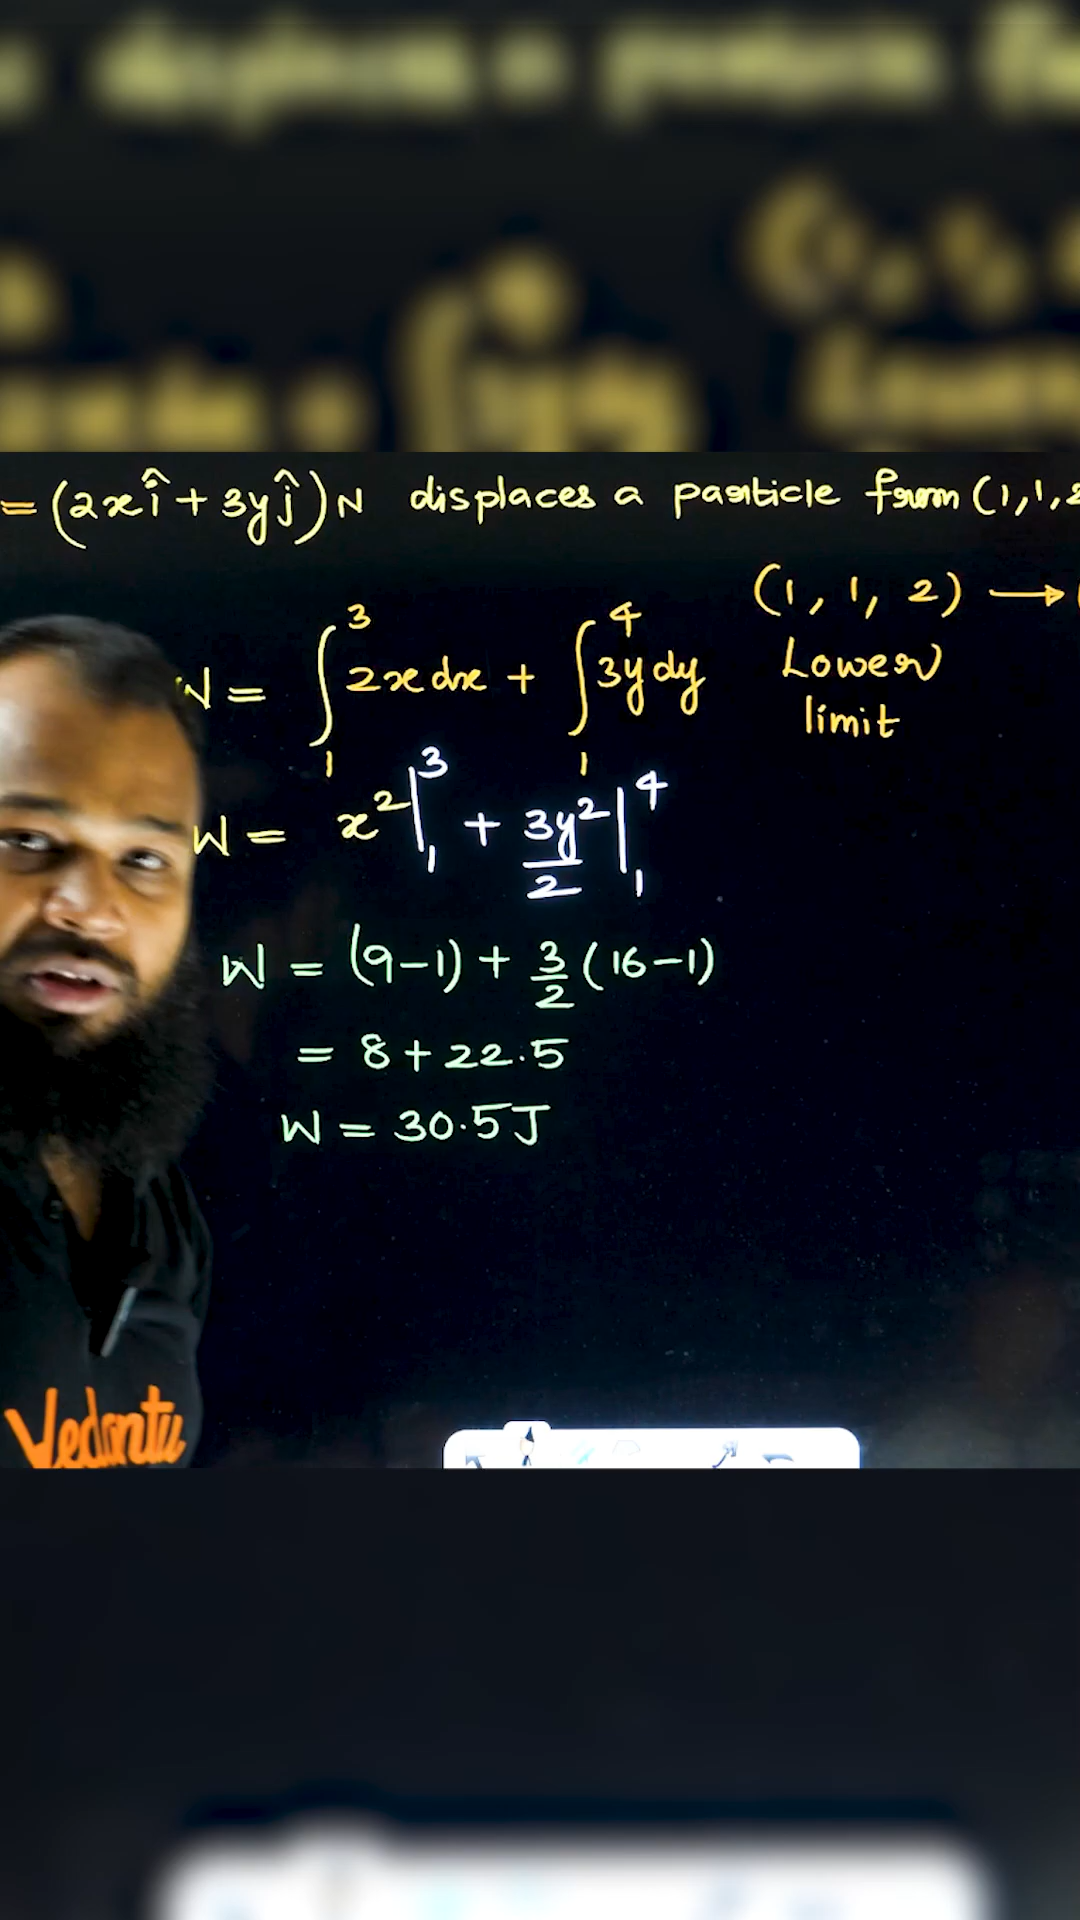 = (2xî + 3yĵ) N displaces a particle from (1,1,2
(1, 1, 2) →
Lower
limit
W = ∫₁³ 2x dx + ∫₁⁴ 3y dy
W = x²|₁³ + 3y²/2|₁⁴
W = (9-1) + 3/2 (16-1)
= 8 + 22.5
W = 30.5 J
Vedantu